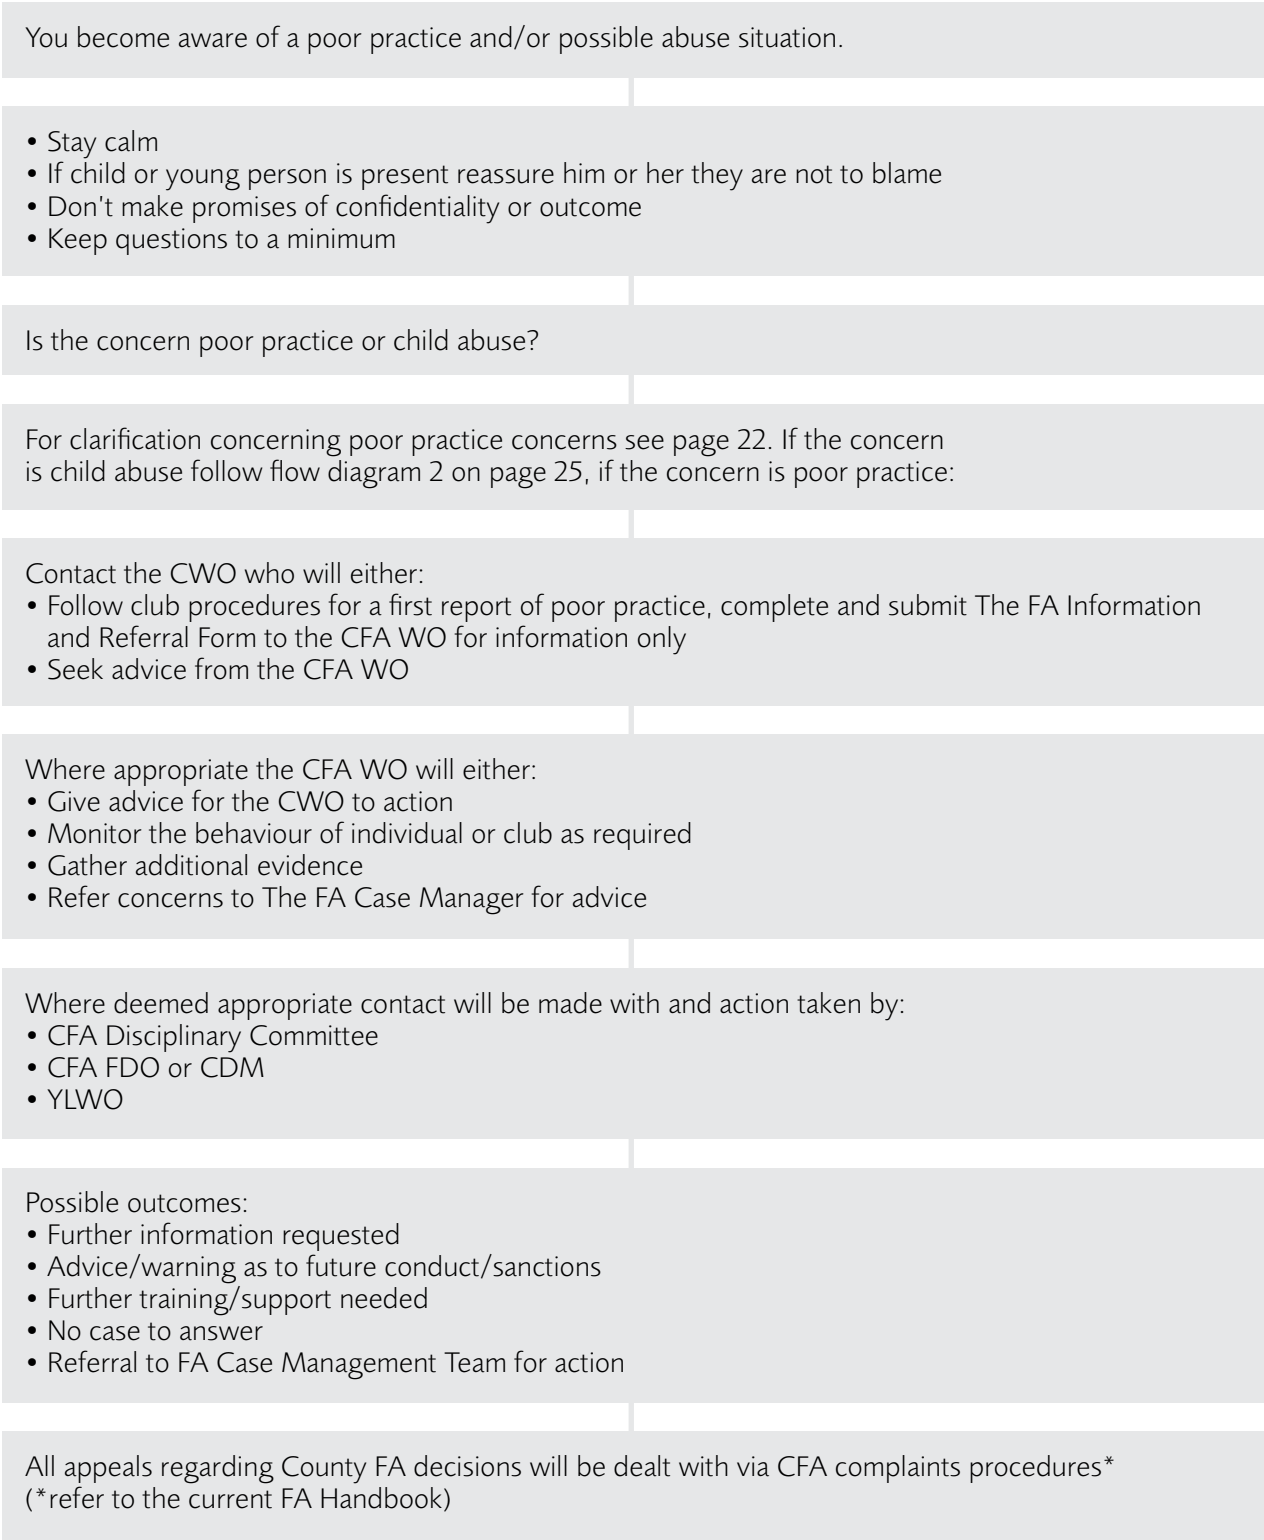 You become aware of a poor practice and/or possible abuse situation.
• Stay calm
• If child or young person is present reassure him or her they are not to blame
• Don't make promises of confidentiality or outcome
• Keep questions to a minimum
Is the concern poor practice or child abuse?
For clarification concerning poor practice concerns see page 22. If the concern
is child abuse follow flow diagram 2 on page 25, if the concern is poor practice:
Contact the CWO who will either:
• Follow club procedures for a first report of poor practice, complete and submit The FA Information
and Referral Form to the CFA WO for information only
• Seek advice from the CFA WO
Where appropriate the CFA WO will either:
• Give advice for the CWO to action
• Monitor the behaviour of individual or club as required
• Gather additional evidence
• Refer concerns to The FA Case Manager for advice
Where deemed appropriate contact will be made with and action taken by:
• CFA Disciplinary Committee
• CFA FDO or CDM
• YLWO
Possible outcomes:
• Further information requested
• Advice/warning as to future conduct/sanctions
• Further training/support needed
• No case to answer
• Referral to FA Case Management Team for action
All appeals regarding County FA decisions will be dealt with via CFA complaints procedures*
(*refer to the current FA Handbook)